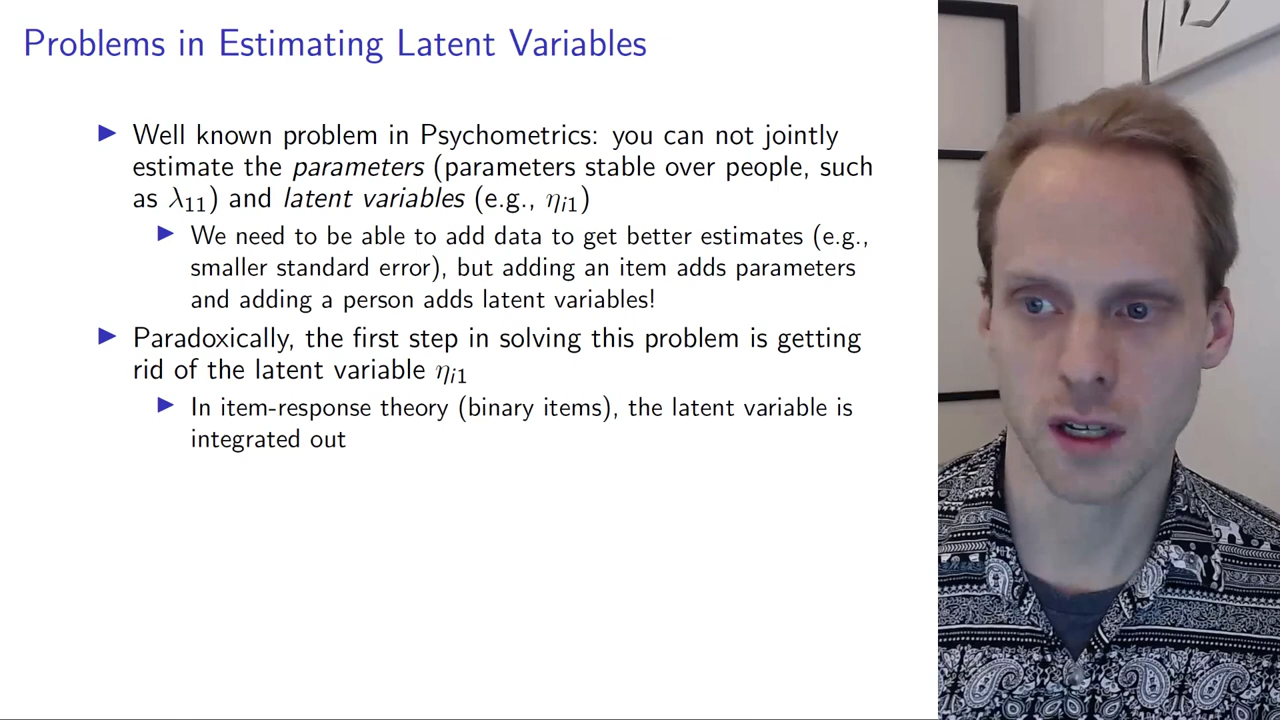 Problems in Estimating Latent Variables
▶ Well known problem in Psychometrics: you can not jointly
estimate the parameters (parameters stable over people, such
as λ₁₁) and latent variables (e.g., ηᵢ₁)
▶ We need to be able to add data to get better estimates (e.g.,
smaller standard error), but adding an item adds parameters
and adding a person adds latent variables!
▶ Paradoxically, the first step in solving this problem is getting
rid of the latent variable ηᵢ₁
▶ In item-response theory (binary items), the latent variable is
integrated out